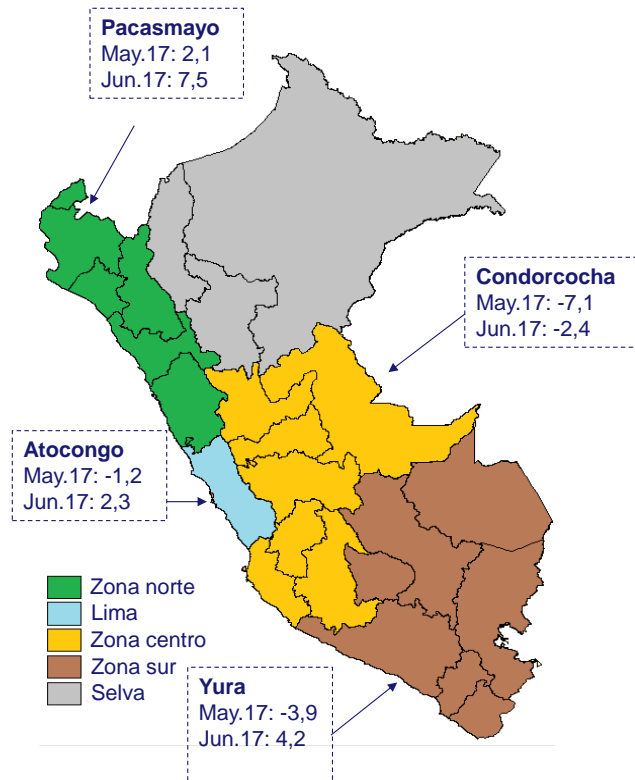 Pacasmayo
May.17: 2,1
Jun.17: 7,5
Condorcocha
May.17: -7,1
Jun.17: -2,4
Atocongo
May.17: -1,2
Jun.17: 2,3
Zona norte
Lima
Zona centro
Zona sur
Selva
Yura
May.17: -3,9
Jun.17: 4,2